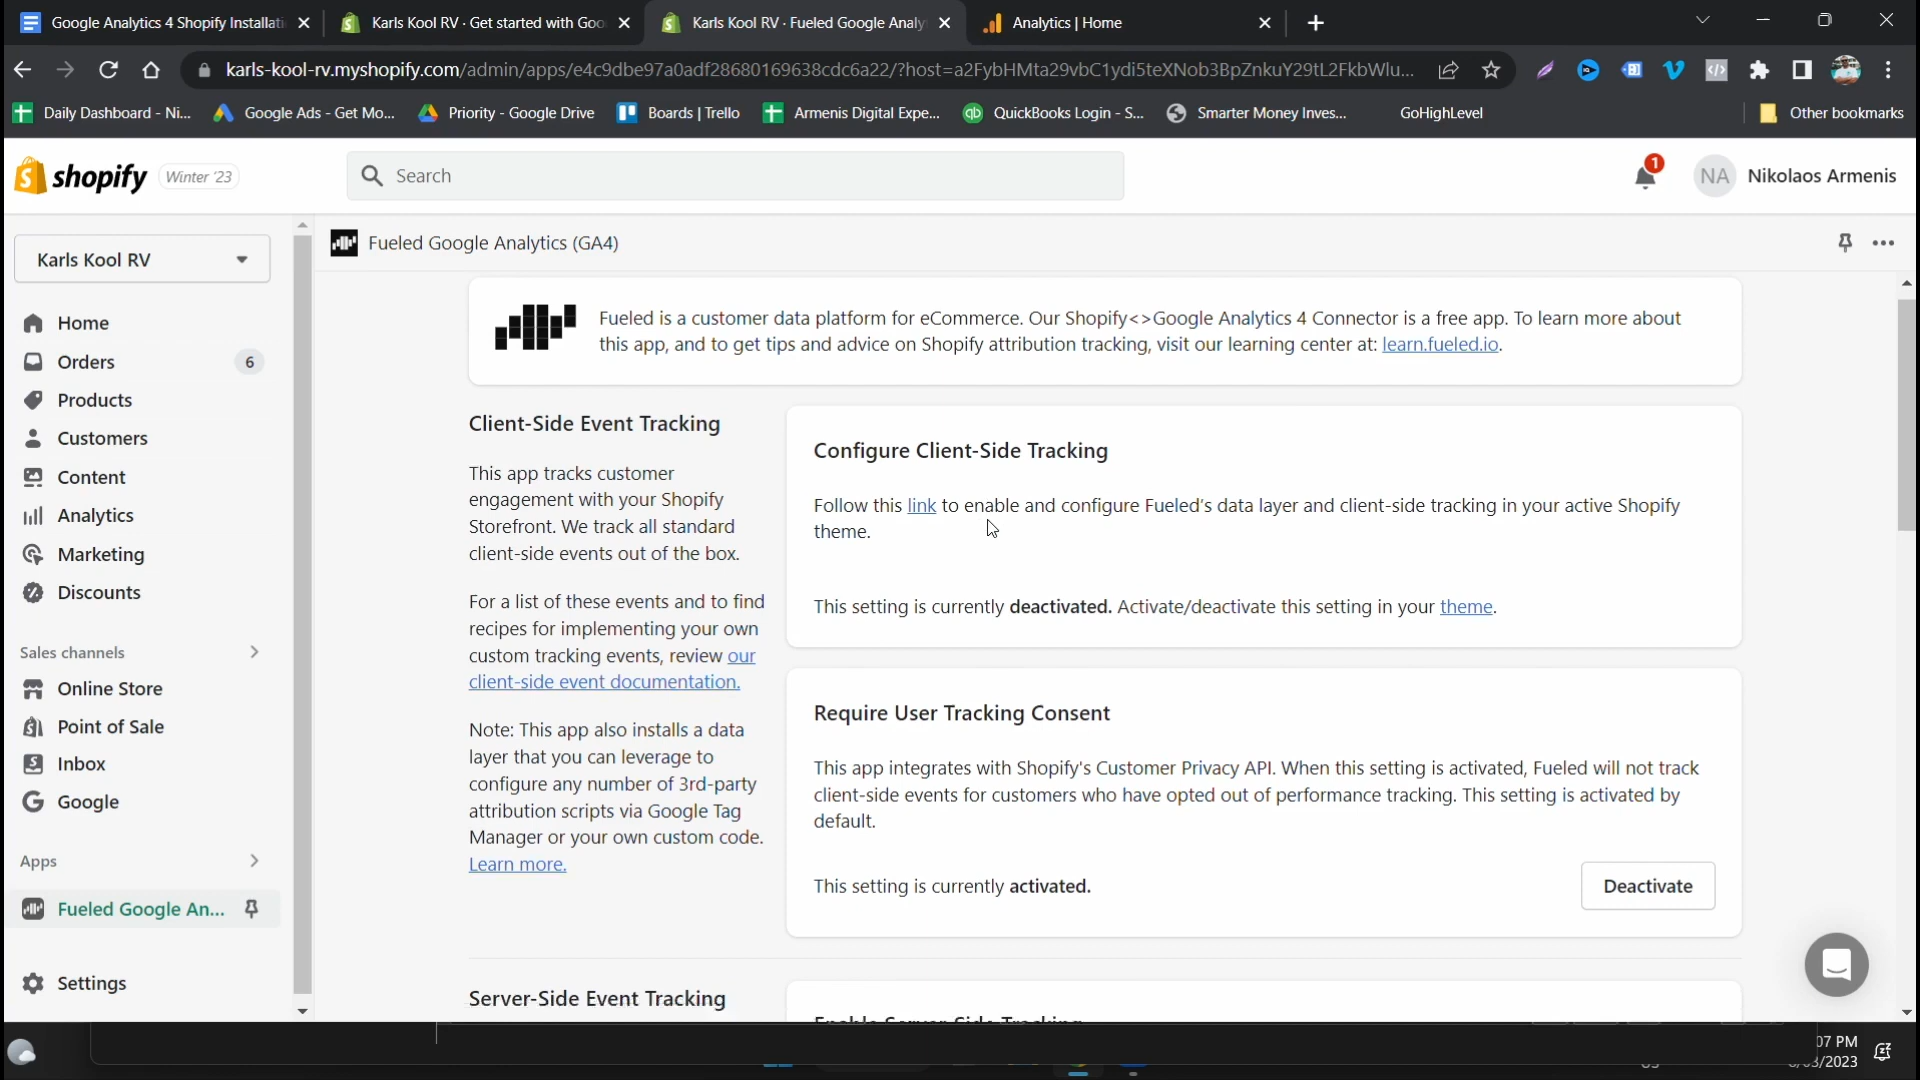 Google Analytics 4 Shopify Installati
Karls Kool RV · Get started with Goo
Karls Kool RV · Fueled Google Analy
Analytics | Home
karls-kool-rv.myshopify.com/admin/apps/e4c9dbe97a0adf28680169638cdc6a22/?host=a2FybHMta29vbC1ydi5teXNob3BpZnkuY29tL2FkbWlu...
Daily Dashboard - Ni...
Google Ads - Get Mo...
Priority - Google Drive
Boards | Trello
Armenis Digital Expe...
QuickBooks Login - S...
Smarter Money Inves...
GoHighLevel
Other bookmarks
shopify
Winter '23
Search
1
NA
Nikolaos Armenis
Karls Kool RV
Fueled Google Analytics (GA4)
Home
Orders
6
Products
Customers
Content
Analytics
Marketing
Discounts
Sales channels
Online Store
Point of Sale
Inbox
Google
Apps
Fueled Google An...
Settings
Fueled is a customer data platform for eCommerce. Our Shopify<>Google Analytics 4 Connector is a free app. To learn more about
this app, and to get tips and advice on Shopify attribution tracking, visit our learning center at: learn.fueled.io.
Client-Side Event Tracking
This app tracks customer
engagement with your Shopify
Storefront. We track all standard
client-side events out of the box.
For a list of these events and to find
recipes for implementing your own
custom tracking events, review our
client-side event documentation.
Note: This app also installs a data
layer that you can leverage to
configure any number of 3rd-party
attribution scripts via Google Tag
Manager or your own custom code.
Learn more.
Configure Client-Side Tracking
Follow this link to enable and configure Fueled's data layer and client-side tracking in your active Shopify
theme.
This setting is currently deactivated. Activate/deactivate this setting in your theme.
Require User Tracking Consent
This app integrates with Shopify's Customer Privacy API. When this setting is activated, Fueled will not track
client-side events for customers who have opted out of performance tracking. This setting is activated by
default.
This setting is currently activated.
Deactivate
Server-Side Event Tracking
Enable Server-Side Tracking
07 PM
/2023